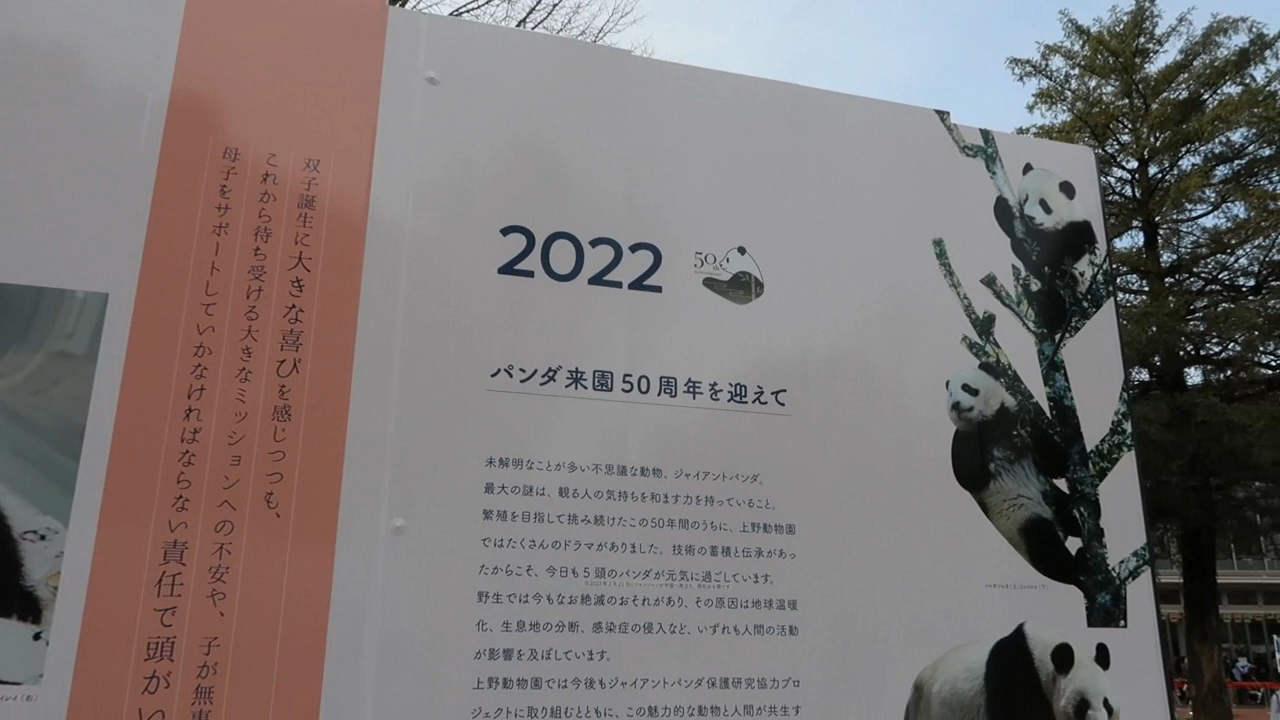 双子誕生に大きな喜びを感じつつも、
これから待ち受ける大きなミッションへの不安や、子が無事
母子をサポートしていかなければならない責任で頭がい
2022
50th
パンダ来園50周年を迎えて
未解明なことが多い不思議な動物、ジャイアントパンダ。
最大の謎は、観る人の気持ちを和ます力を持っていること。
繁殖を目指して挑み続けたこの50年間のうちに、上野動物園
ではたくさんのドラマがありました。技術の蓄積と伝承があっ
たからこそ、今日も5頭のパンダが元気に過ごしています。
野生では今もなお絶滅のおそれがあり、その原因は地球温暖
化、生息地の分断、感染症の侵入など、いずれも人間の活動
が影響を及ぼしています。
上野動物園では今後もジャイアントパンダ保護研究協力プロ
ジェクトに取り組むとともに、この魅力的な動物と人間が共生す